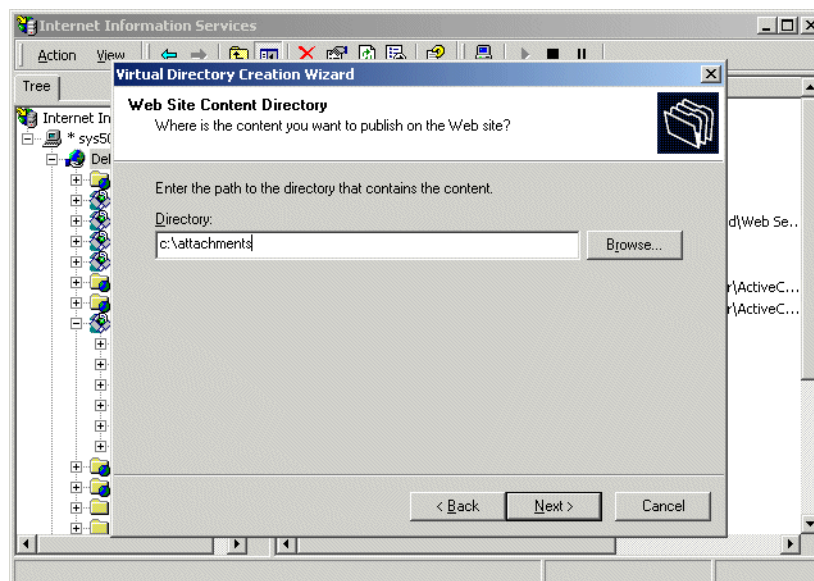 Internet Information Services
Action View
Tree
Virtual Directory Creation Wizard
Web Site Content Directory
Where is the content you want to publish on the Web site?
Internet In
* sys50
Del
Enter the path to the directory that contains the content.
Directory:
c:\attachments
Browse...
d\Web Se...
r\ActiveC...
r\ActiveC...
< Back Next > Cancel